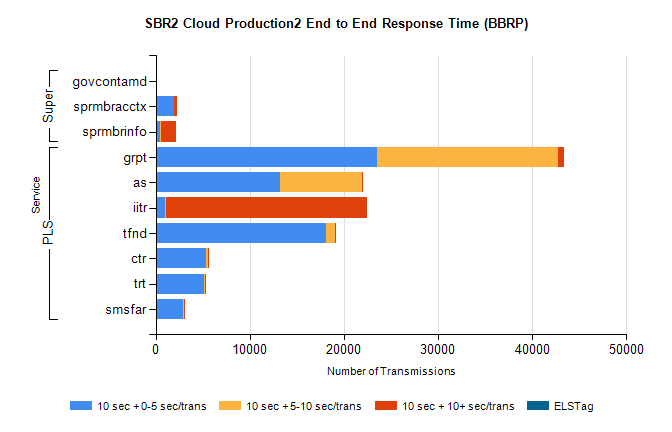 SBR2 Cloud Production2 End to End Response Time (BBRP)
Super
govcontamd
sprmbracctx
sprmbrinfo
Service
PLS
grpt
as
iitr
tfnd
ctr
trt
smsfar
0 10000 20000 30000 40000 50000
Number of Transmissions
10 sec +0-5 sec/trans 10 sec +5-10 sec/trans 10 sec + 10+ sec/trans ELSTag